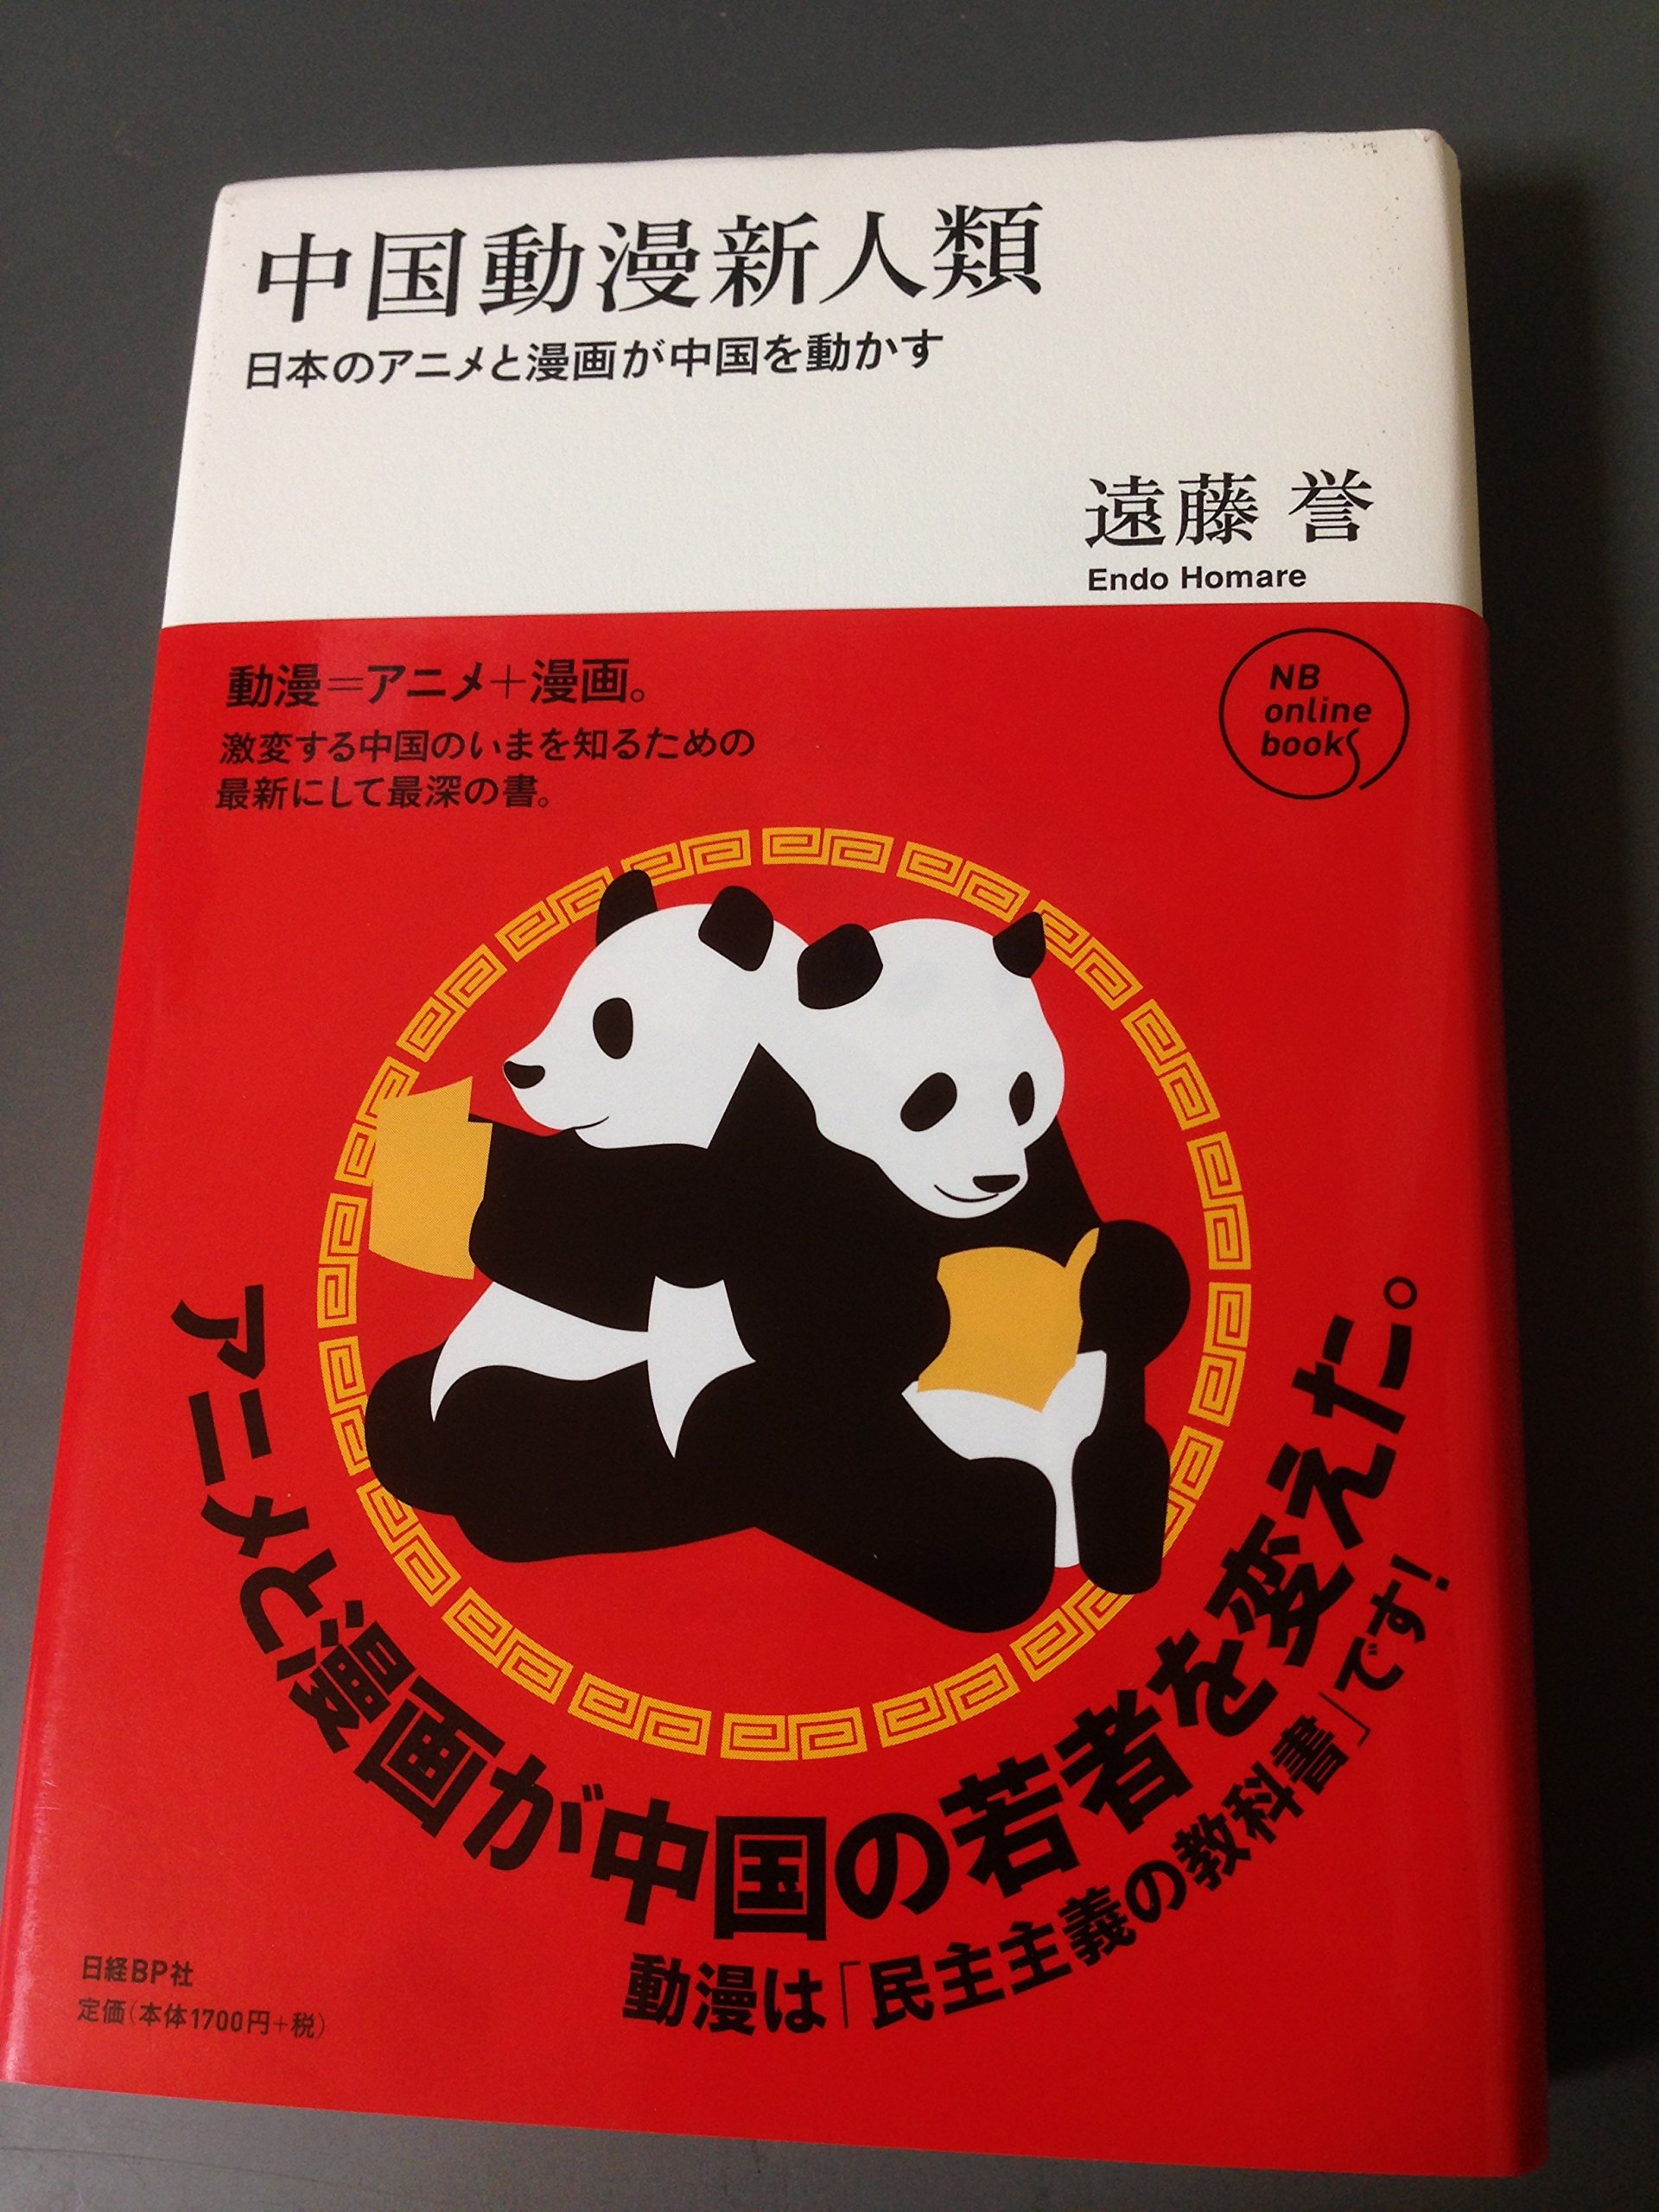 中国動漫新人類
日本のアニメと漫画が中国を動かす
遠藤 誉
Endo Homare
動漫=アニメ+漫画。
激変する中国のいまを知るための
最新にして最深の書。
NB
online
books
アニメと漫画が中国の若者を変えた。
動漫は「民主主義の教科書」です!
日経BP社
定価(本体1700円+税)